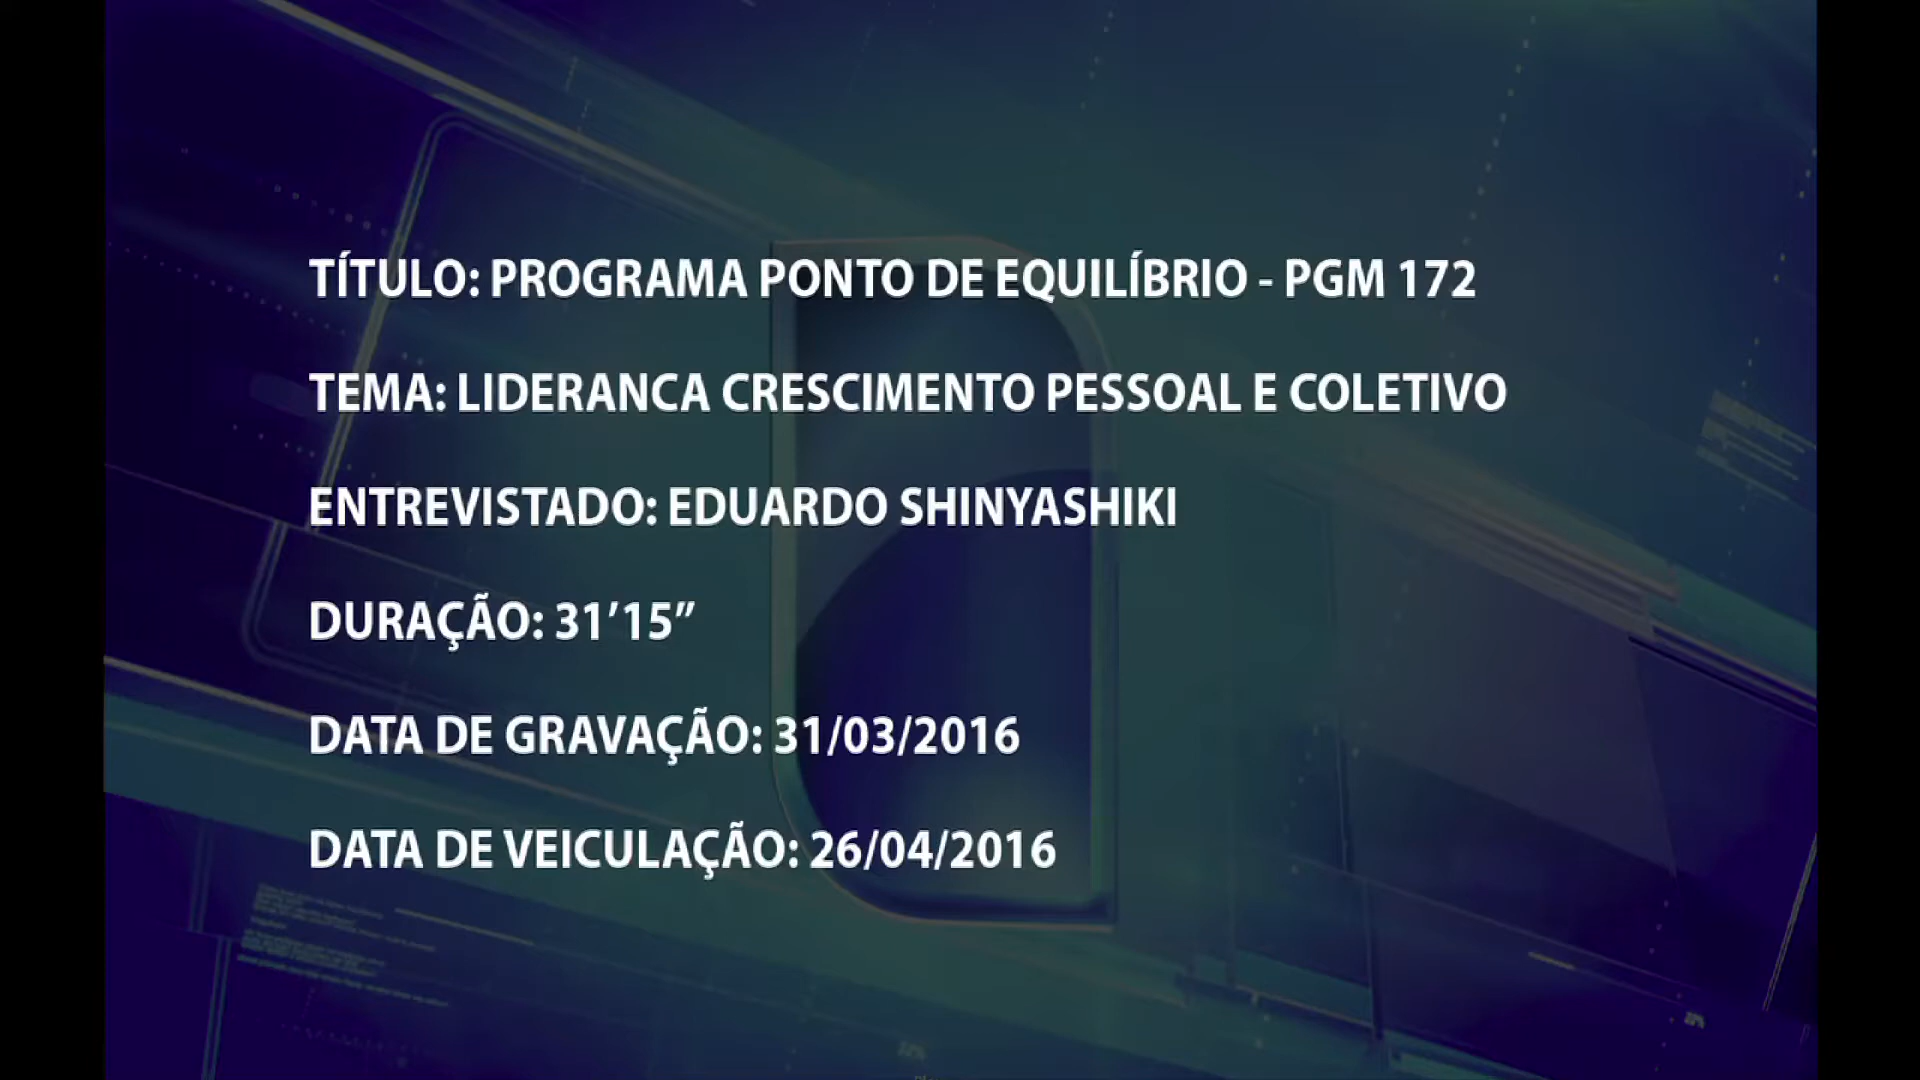 TÍTULO: PROGRAMA PONTO DE EQUILÍBRIO - PGM 172
TEMA: LIDERANCA CRESCIMENTO PESSOAL E COLETIVO
ENTREVISTADO: EDUARDO SHINYASHIKI
DURAÇÃO: 31’15”
DATA DE GRAVAÇÃO: 31/03/2016
DATA DE VEICULAÇÃO: 26/04/2016